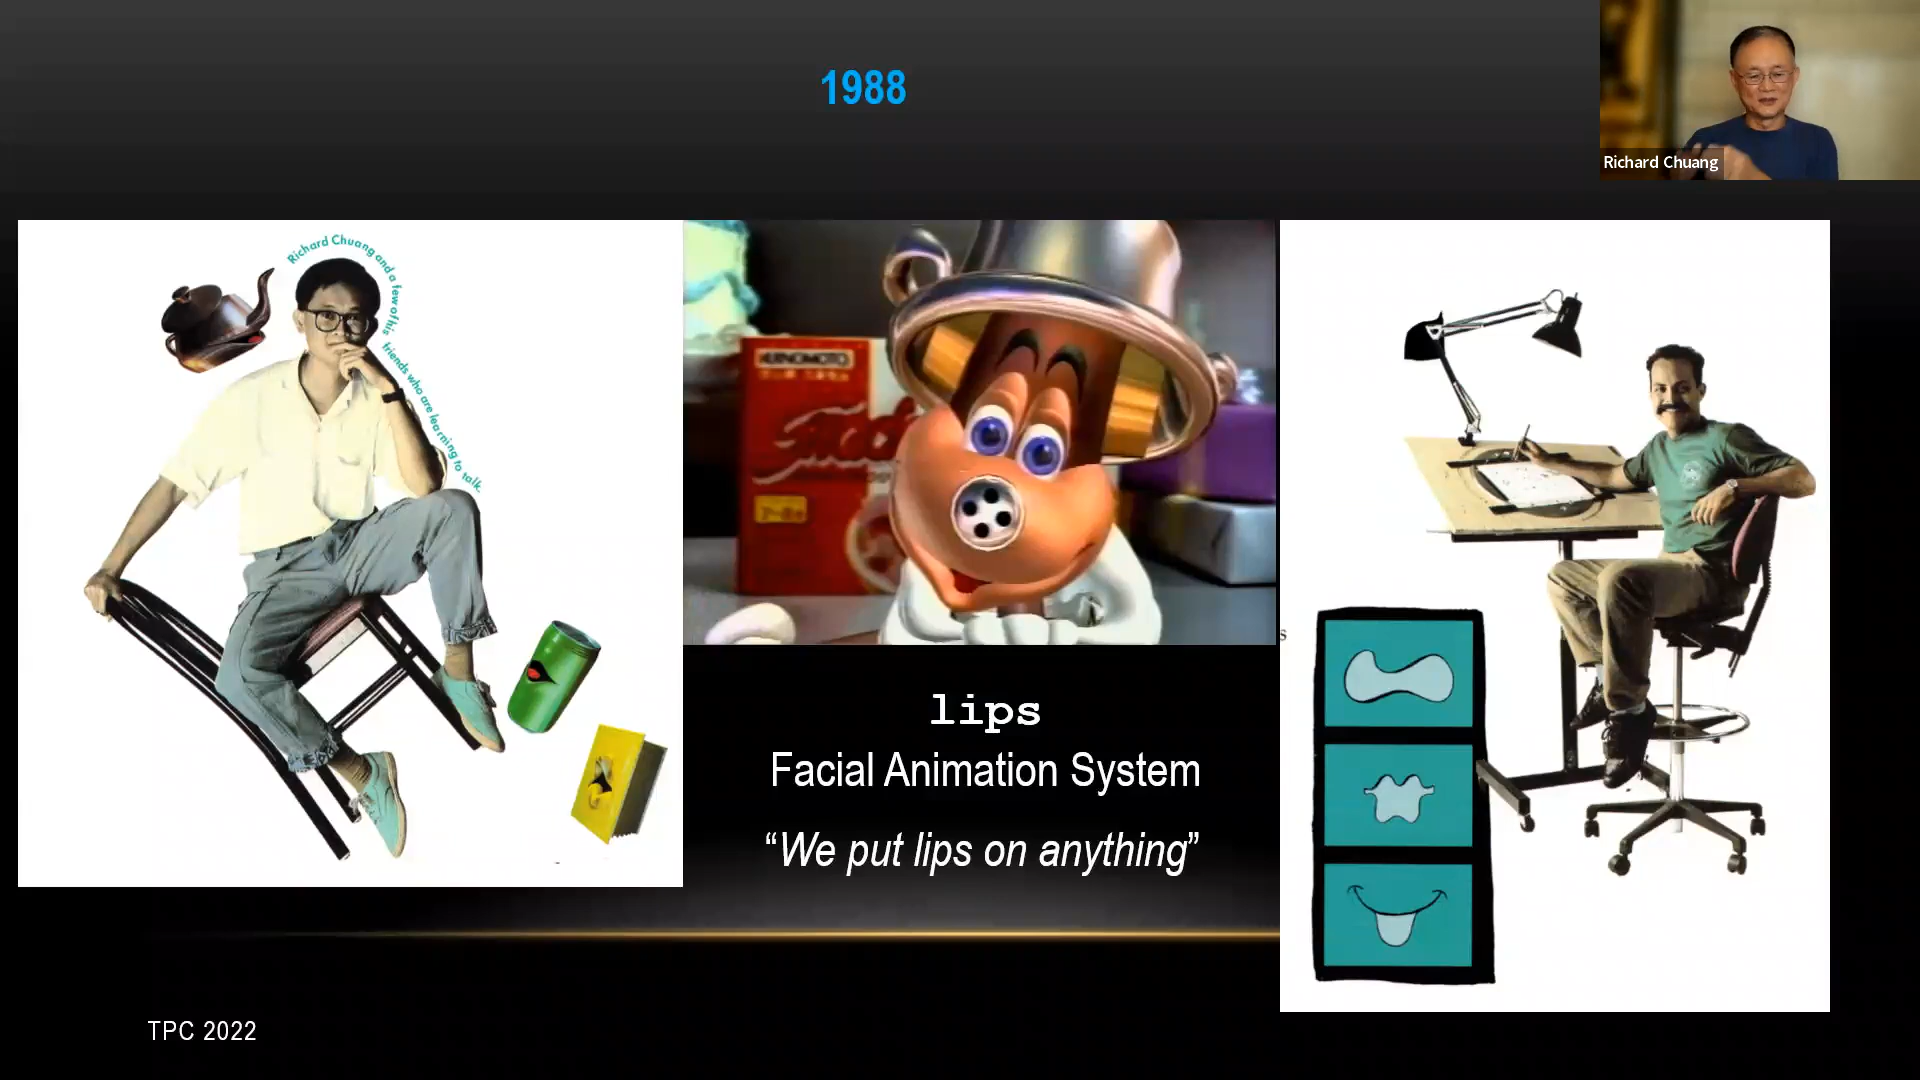 1988
Richard Chuang
Richard Chuang and a few of his
friends who are learning to talk.
lips
Facial Animation System
“We put lips on anything”
s
TPC 2022